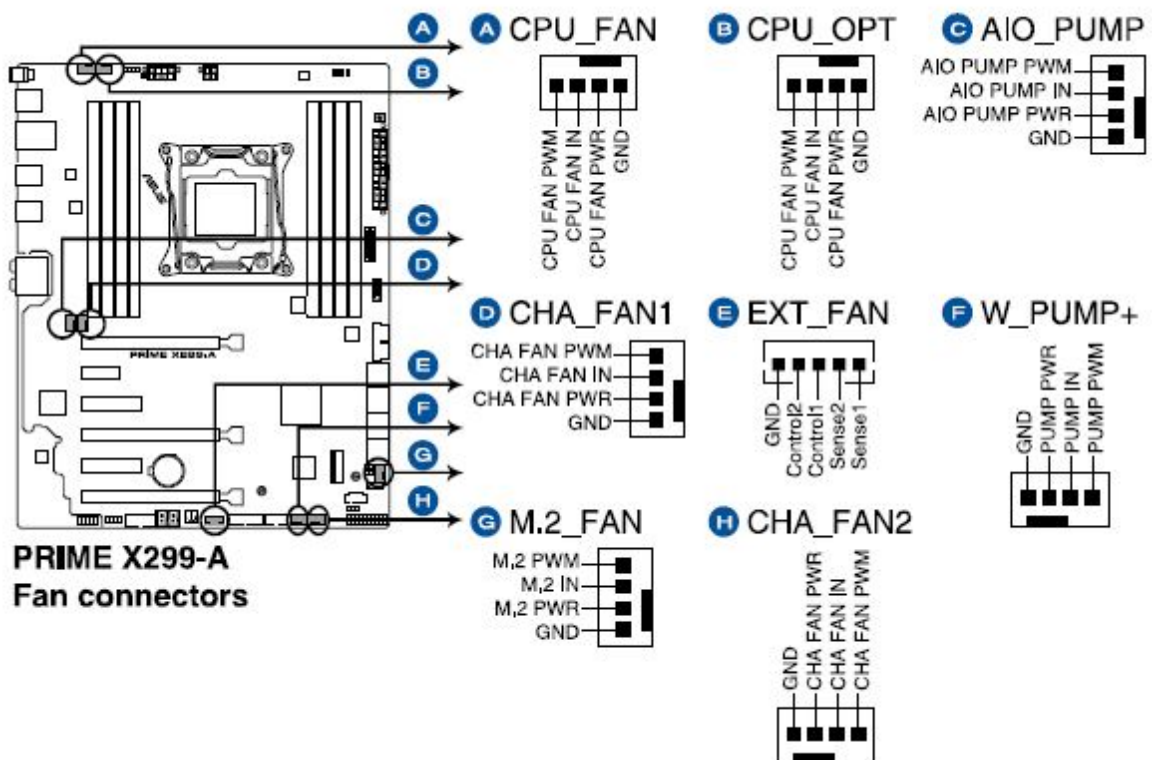 A
B
C
D
E
F
G
H
ASUS
PRIME X299-A
PRIME X299-A
Fan connectors
A CPU_FAN
CPU FAN PWM
CPU FAN IN
CPU FAN PWR
GND
B CPU_OPT
CPU FAN PWM
CPU FAN IN
CPU FAN PWR
GND
C AIO_PUMP
AIO PUMP PWM
AIO PUMP IN
AIO PUMP PWR
GND
D CHA_FAN1
CHA FAN PWM
CHA FAN IN
CHA FAN PWR
GND
E EXT_FAN
GND
Control2
Control1
Sense2
Sense1
F W_PUMP+
GND
PUMP PWR
PUMP IN
PUMP PWM
G M.2_FAN
M.2 PWM
M.2 IN
M.2 PWR
GND
H CHA_FAN2
GND
CHA FAN PWR
CHA FAN IN
CHA FAN PWM